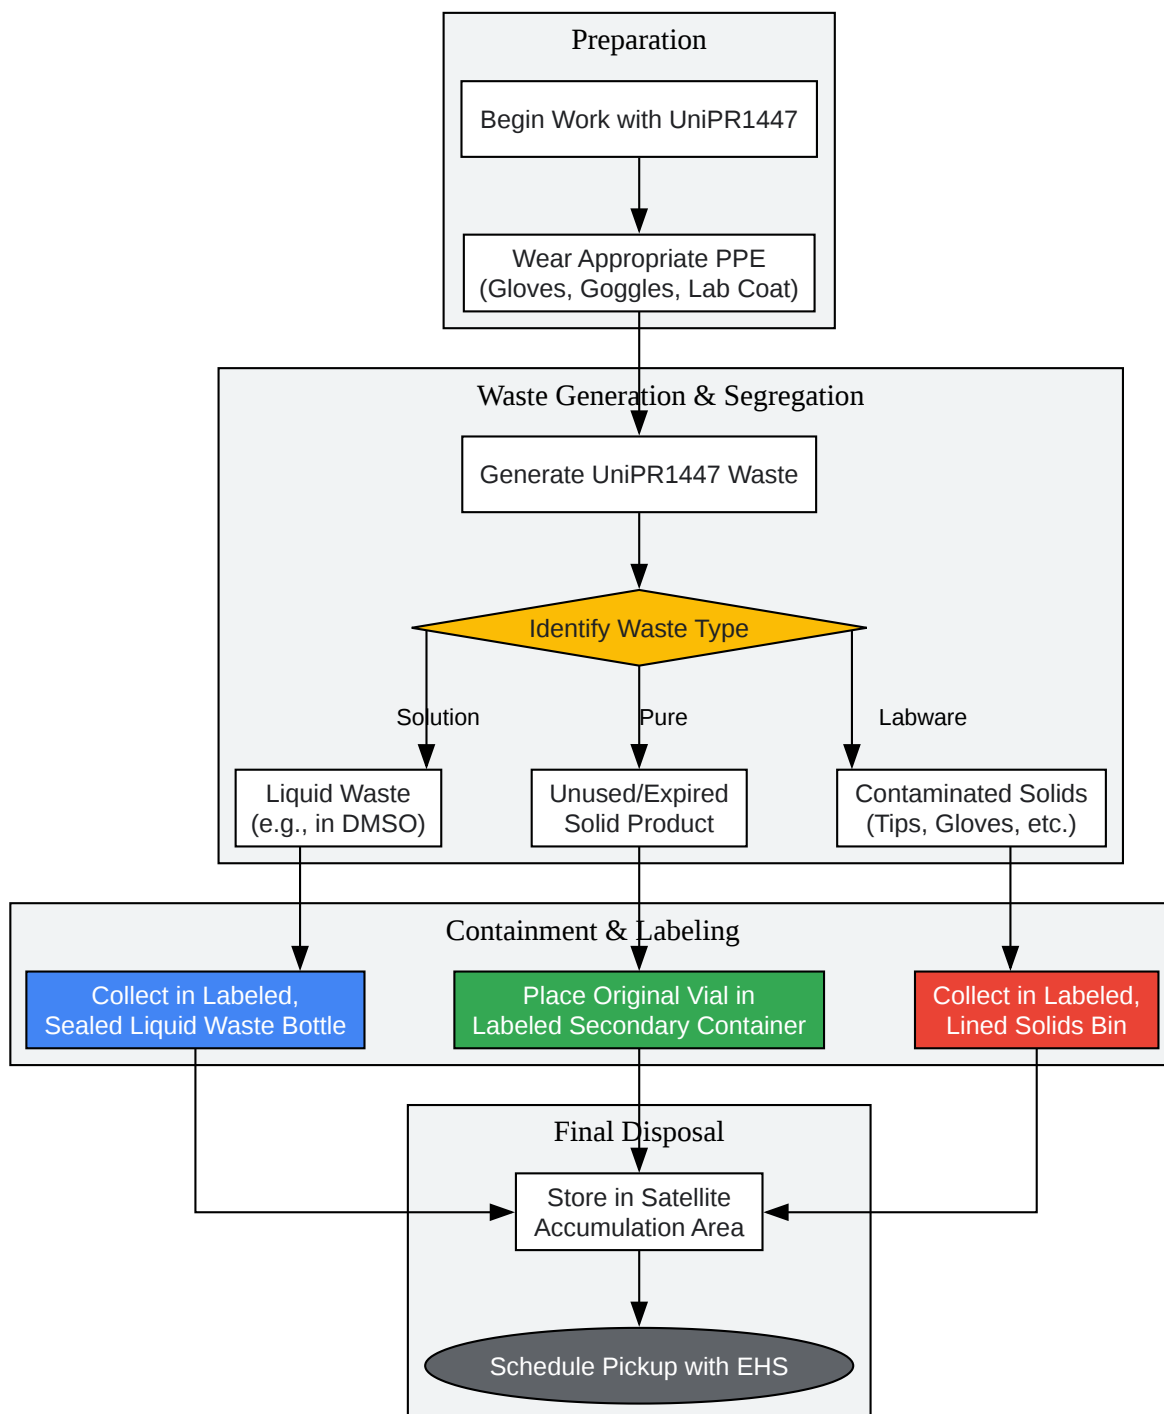 Preparation
Begin Work with UniPR1447
Wear Appropriate PPE
(Gloves, Goggles, Lab Coat)
Waste Generation & Segregation
Generate UniPR1447 Waste
Identify Waste Type
Solution
Pure
Labware
Liquid Waste
(e.g., in DMSO)
Unused/Expired
Solid Product
Contaminated Solids
(Tips, Gloves, etc.)
Containment & Labeling
Collect in Labeled,
Sealed Liquid Waste Bottle
Place Original Vial in
Labeled Secondary Container
Collect in Labeled,
Lined Solids Bin
Final Disposal
Store in Satellite
Accumulation Area
Schedule Pickup with EHS